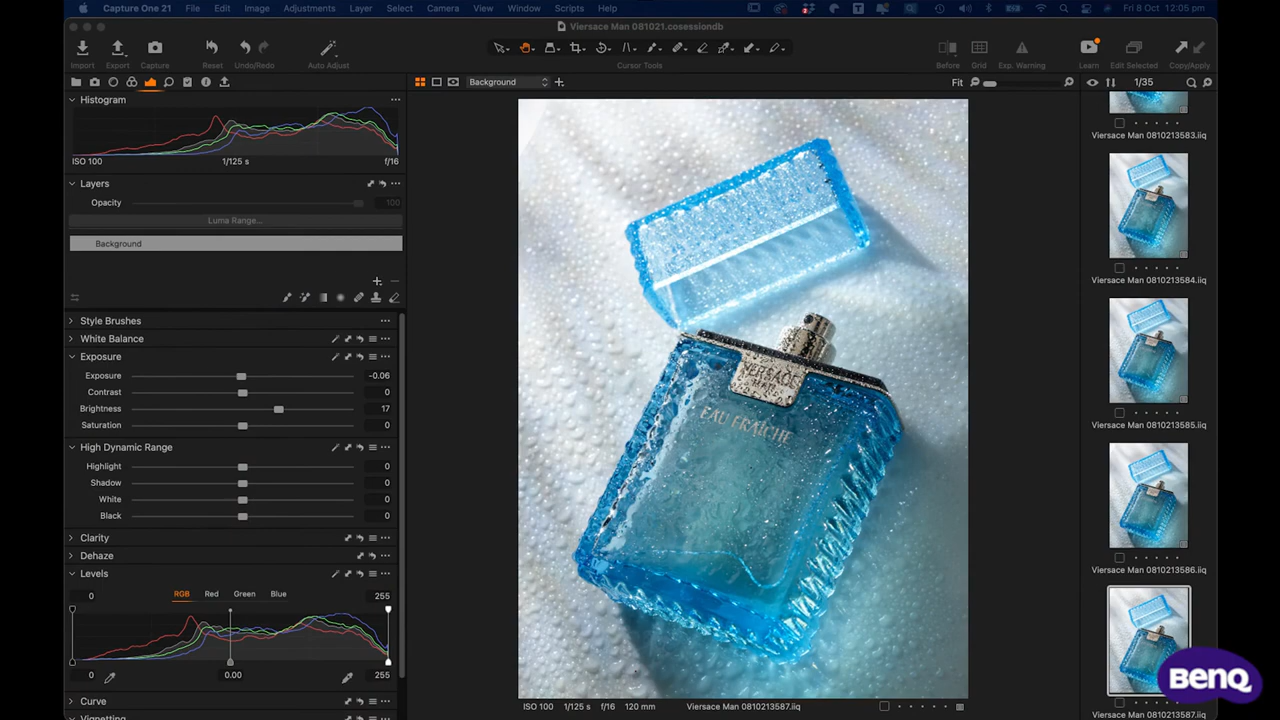 Capture One 21 File Edit Image Adjustments Layer Select Camera View Window Scripts Help Fri 8 Oct 12:05 pm
Viersace Man 081021.cosessiondb
Import Export Capture Reset Undo/Redo Auto Adjust Cursor Tools Before Grid Exp. Warning Learn Edit Selected Copy/Apply
Background Fit 1/35
Histogram
ISO 100 1/125 s f/16
Layers
Opacity 100
Luma Range...
Background
Style Brushes
White Balance
Exposure
Exposure -0.06
Contrast 0
Brightness 17
Saturation 0
High Dynamic Range
Highlight 0
Shadow 0
White 0
Black 0
Clarity
Dehaze
Levels
0 RGB Red Green Blue 255
0 0.00 255
Curve
Vignetting
VERSACE
MAN
EAU FRAÎCHE
ISO 100 1/125 s f/16 120 mm Viersace Man 0810213587.iiq
Viersace Man 0810213583.iiq
Viersace Man 0810213584.iiq
Viersace Man 0810213585.iiq
Viersace Man 0810213586.iiq
Viersace Man 0810213587.iiq
BenQ